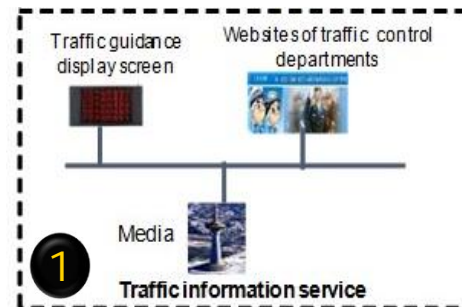 Traffic guidance
display screen
Websites of traffic control
departments
Media
1
Traffic information service